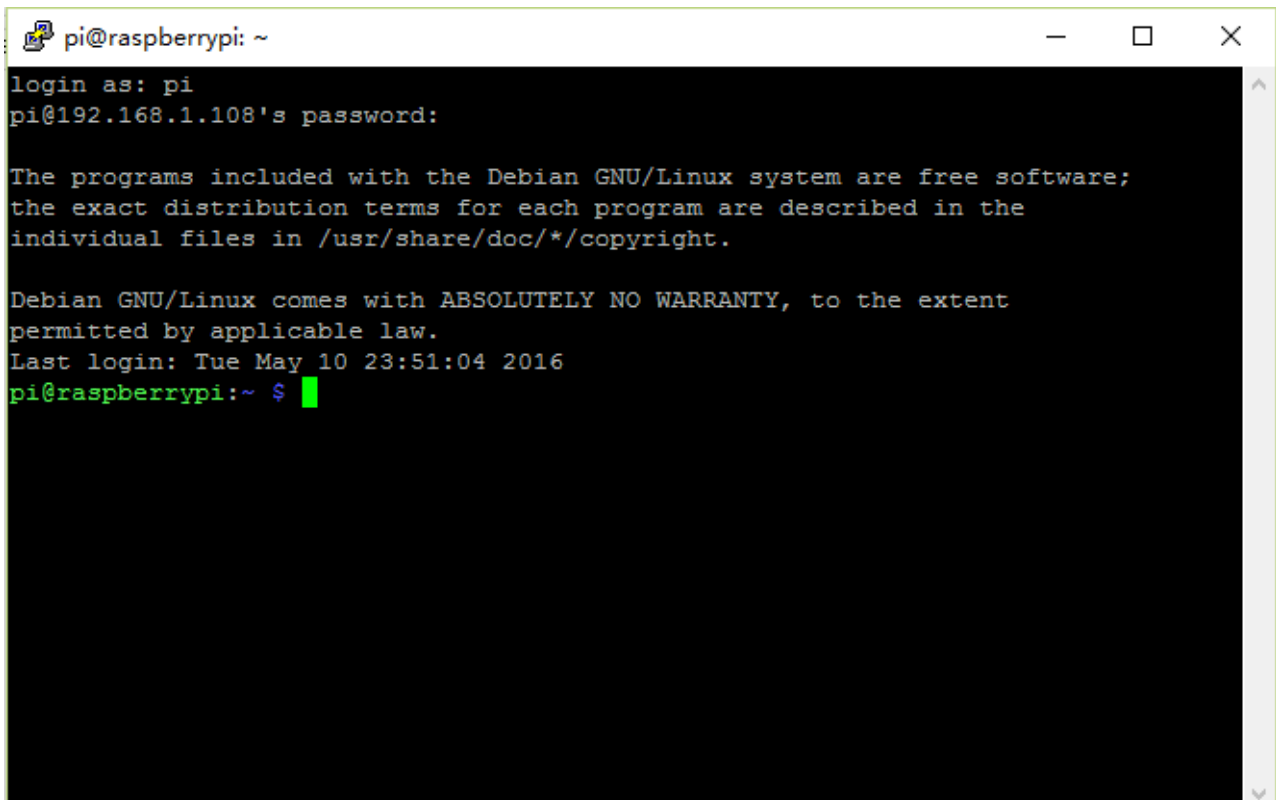 pi@raspberrypi: ~
login as: pi
pi@192.168.1.108's password:
The programs included with the Debian GNU/Linux system are free software;
the exact distribution terms for each program are described in the
individual files in /usr/share/doc/*/copyright.
Debian GNU/Linux comes with ABSOLUTELY NO WARRANTY, to the extent
permitted by applicable law.
Last login: Tue May 10 23:51:04 2016
pi@raspberrypi:~ $